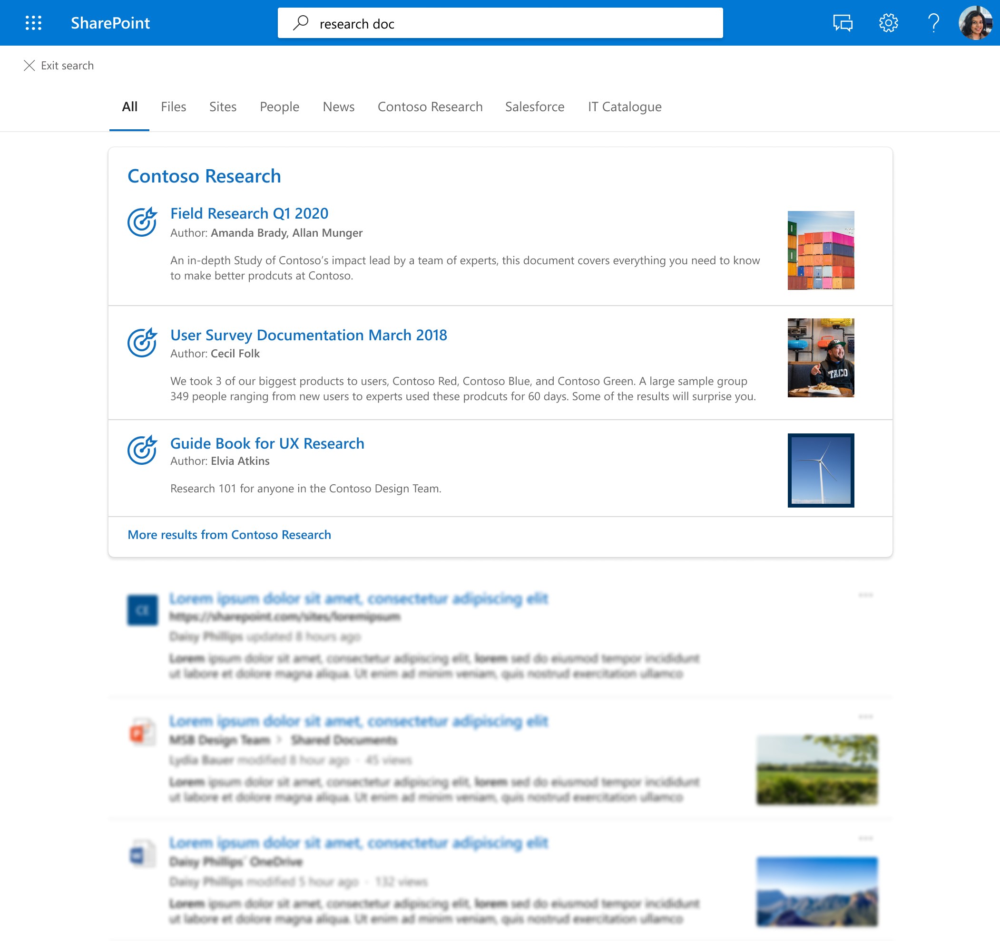 SharePoint
research doc
Exit search
All Files Sites People News Contoso Research Salesforce IT Catalogue
Contoso Research
Field Research Q1 2020
Author: Amanda Brady, Allan Munger
An in-depth Study of Contoso’s impact lead by a team of experts, this document covers everything you need to know
to make better prodcuts at Contoso.
User Survey Documentation March 2018
Author: Cecil Folk
We took 3 of our biggest products to users, Contoso Red, Contoso Blue, and Contoso Green. A large sample group
349 people ranging from new users to experts used these prodcuts for 60 days. Some of the results will surprise you.
TACO
Guide Book for UX Research
Author: Elvia Atkins
Research 101 for anyone in the Contoso Design Team.
More results from Contoso Research
CE
Lorem ipsum dolor sit amet, consectetur adipiscing elit
https://sharepoint.com/sites/loremipsum
Daisy Phillips updated 8 hours ago
Lorem ipsum dolor sit amet, consectetur adipiscing elit, lorem sed do eiusmod tempor incididunt
ut labore et dolore magna aliqua. Ut enim ad minim veniam, quis nostrud exercitation ullamco
Lorem ipsum dolor sit amet, consectetur adipiscing elit
MSB Design Team > Shared Documents
Lydia Bauer modified 8 hour ago · 45 views
Lorem ipsum dolor sit amet, consectetur adipiscing elit, lorem sed do eiusmod tempor incididunt
ut labore et dolore magna aliqua. Ut enim ad minim veniam, quis nostrud exercitation ullamco
Lorem ipsum dolor sit amet, consectetur adipiscing elit
Daisy Phillips' OneDrive
Daisy Phillips modified 5 hour ago · 132 views
Lorem ipsum dolor sit amet, consectetur adipiscing elit, lorem sed do eiusmod tempor incididunt
ut labore et dolore magna aliqua. Ut enim ad minim veniam, quis nostrud exercitation ullamco